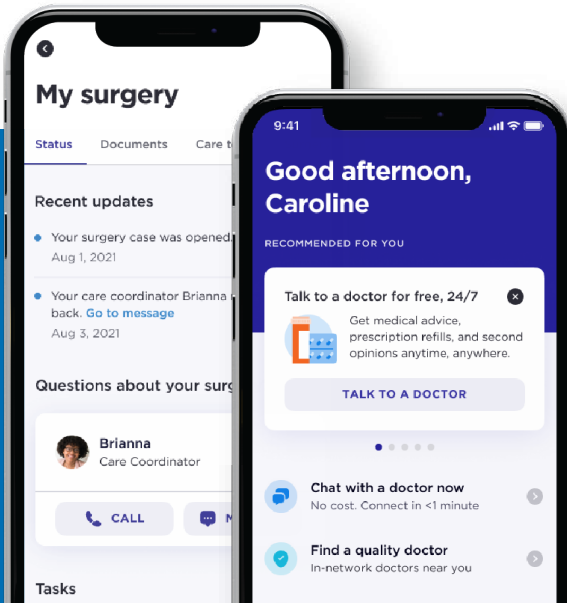 My surgery
Status Documents Care
Recent updates
Your surgery case was opened.
Aug 1, 2021
Your care coordinator Brianna
back. Go to message
Aug 3, 2021
Questions about your
Brianna
Care Coordinator
CALL
Tasks
9:41
Good afternoon,
Caroline
RECOMMENDED FOR YOU
Talk to a doctor for free, 24/7
Get medical advice,
prescription refills, and second
opinions anytime, anywhere.
TALK TO A DOCTOR
Chat with a doctor now
No cost. Connect in <1 minute
Find a quality doctor
In-network doctors near you